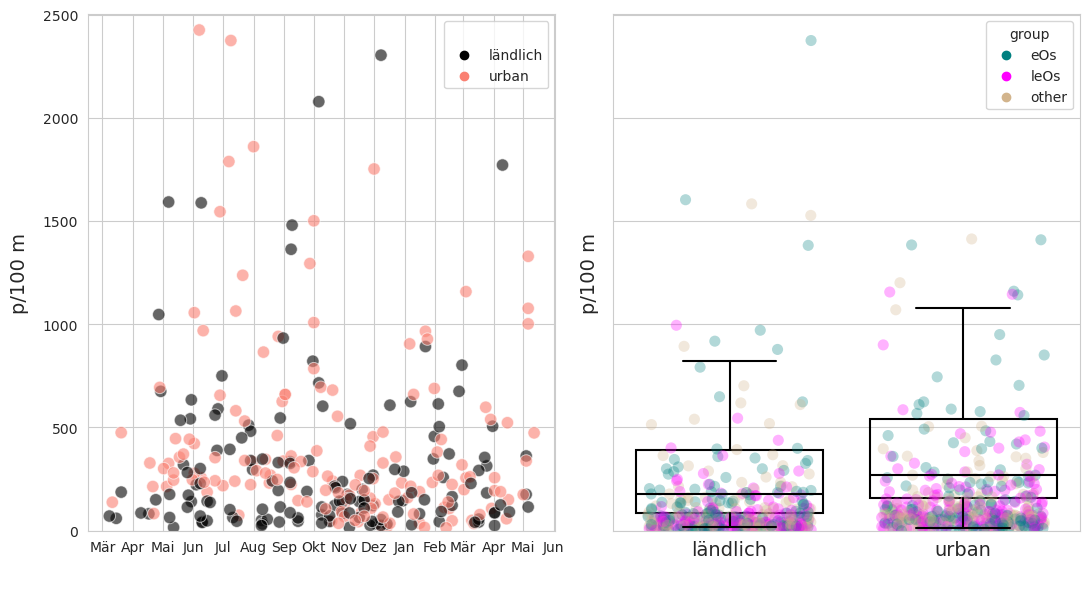 2500
2000
1500
1000
500
0
p/100 m
ländlich
urban
Mär Apr Mai Jun Jul Aug Sep Okt Nov Dez Jan Feb Mär Apr Mai Jun
p/100 m
group
eOs
leOs
other
ländlich urban